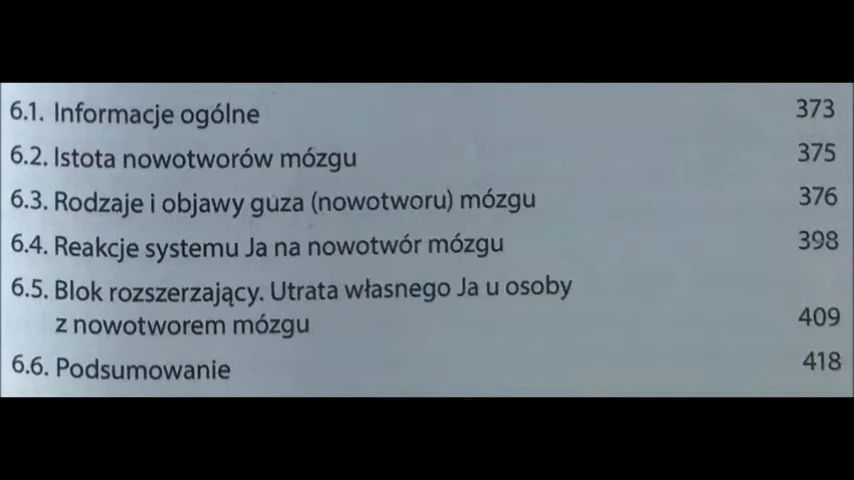 6.1. Informacje ogólne 373
6.2. Istota nowotworów mózgu 375
6.3. Rodzaje i objawy guza (nowotworu) mózgu 376
6.4. Reakcje systemu Ja na nowotwór mózgu 398
6.5. Blok rozszerzający. Utrata własnego Ja u osoby
z nowotworem mózgu 409
6.6. Podsumowanie 418